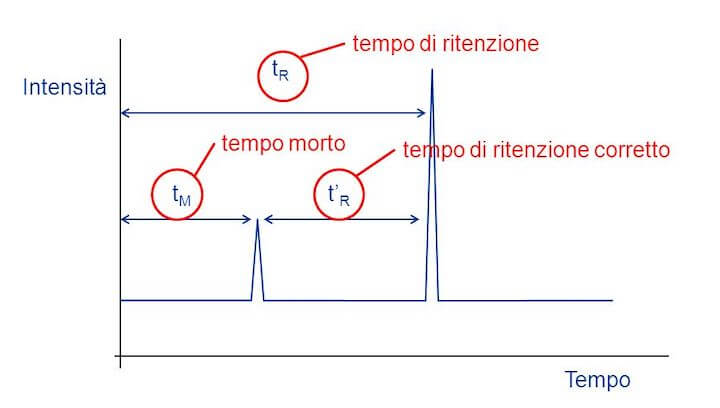 tempo di ritenzione
tR
Intensità
tempo morto
tempo di ritenzione corretto
tM
t'R
Tempo